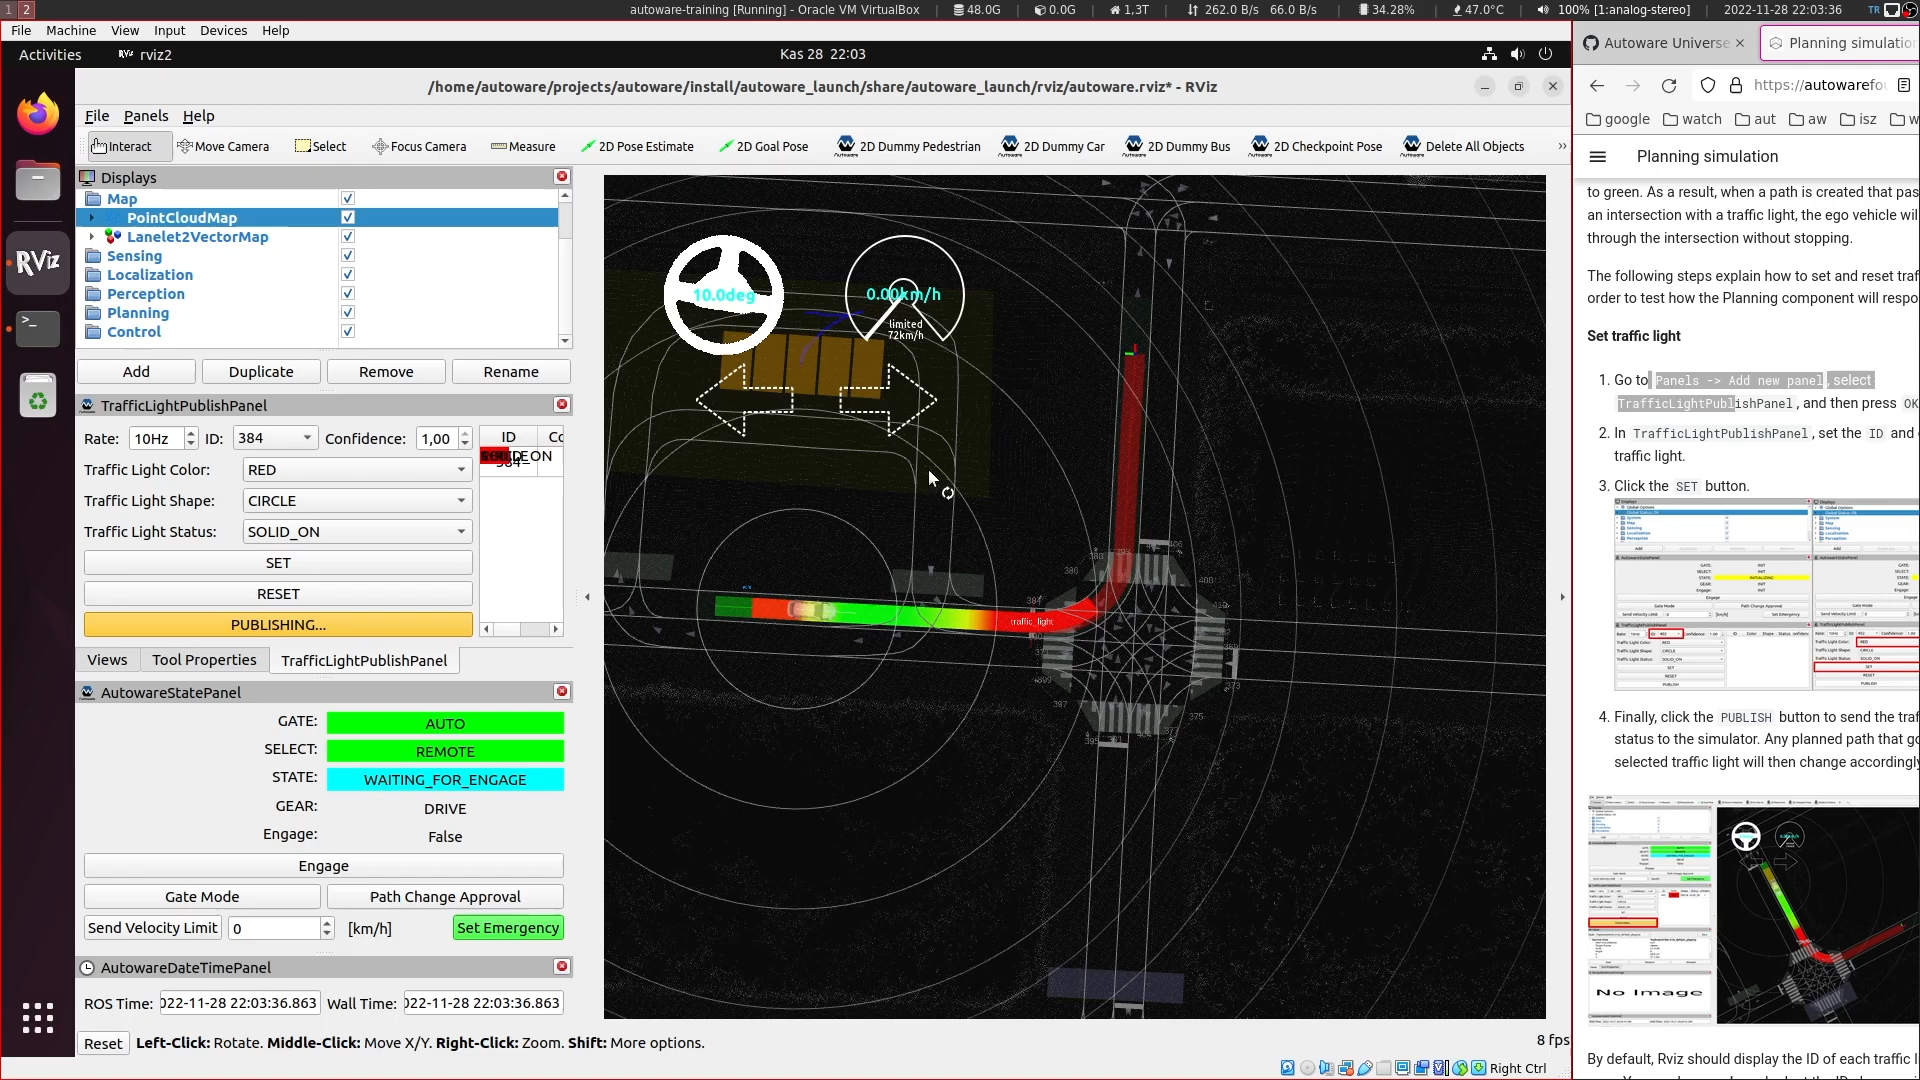 1 2
autoware-training [Running] - Oracle VM VirtualBox
48.0G
0.0G
1,3T
262.0 B/s 66.0 B/s
34.28%
47.0°C
100% [1:analog-stereo]
2022-11-28 22:03:36
TR
File Machine View Input Devices Help
Activities
rviz2
Kas 28 22:03
/home/autoware/projects/autoware/install/autoware_launch/share/autoware_launch/rviz/autoware.rviz* - RViz
File Panels Help
Interact
Move Camera
Select
Focus Camera
Measure
2D Pose Estimate
2D Goal Pose
2D Dummy Pedestrian
2D Dummy Car
2D Dummy Bus
2D Checkpoint Pose
Delete All Objects
RViz
Displays
Map
PointCloudMap
Lanelet2VectorMap
Sensing
Localization
Perception
Planning
Control
Add
Duplicate
Remove
Rename
TrafficLightPublishPanel
Rate: 10Hz ID: 384 Confidence: 1,00
ID
Traffic Light Color: RED
Traffic Light Shape: CIRCLE
Traffic Light Status: SOLID_ON
SET
RESET
PUBLISHING...
Views
Tool Properties
TrafficLightPublishPanel
AutowareStatePanel
GATE: AUTO
SELECT: REMOTE
STATE: WAITING_FOR_ENGAGE
GEAR: DRIVE
Engage: False
Engage
Gate Mode
Path Change Approval
Send Velocity Limit
0
[km/h]
Set Emergency
AutowareDateTimePanel
ROS Time: 022-11-28 22:03:36.863 Wall Time: 022-11-28 22:03:36.863
Reset
Left-Click: Rotate. Middle-Click: Move X/Y. Right-Click: Zoom. Shift: More options.
8 fps
Right Ctrl
10.0deg
0.00km/h
limited
72km/h
traffic_light
386
408
373
375
397
Autoware Universe
Planning simulation
https://autowarefou
google
watch
aut
aw
isz
Planning simulation
to green. As a result, when a path is created that pas
an intersection with a traffic light, the ego vehicle will
through the intersection without stopping.
The following steps explain how to set and reset traf
order to test how the Planning component will respo
Set traffic light
1. Go to Panels -> Add new panel, select
TrafficLightPublishPanel, and then press OK
2. In TrafficLightPublishPanel, set the ID and
traffic light.
3. Click the SET button.
4. Finally, click the PUBLISH button to send the traf
status to the simulator. Any planned path that go
selected traffic light will then change accordingly
No Image
By default, Rviz should display the ID of each traffic l